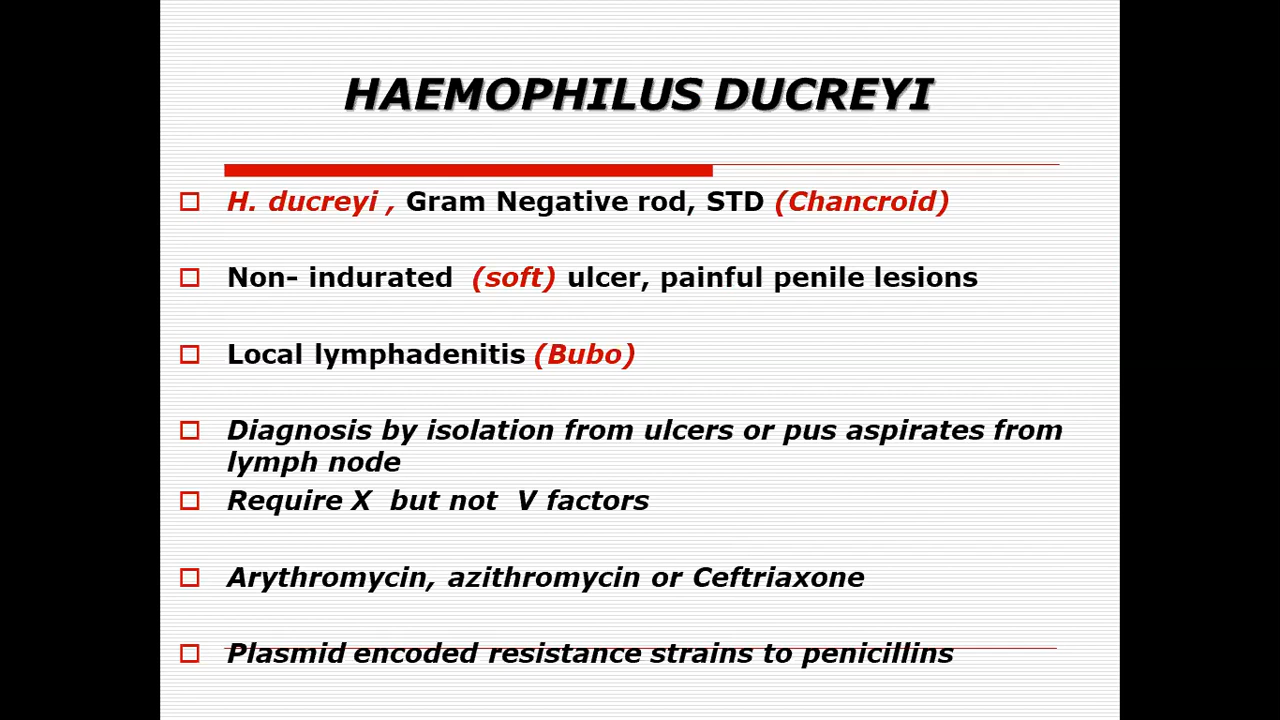 HAEMOPHILUS DUCREYI
H. ducreyi , Gram Negative rod, STD (Chancroid)
Non- indurated (soft) ulcer, painful penile lesions
Local lymphadenitis (Bubo)
Diagnosis by isolation from ulcers or pus aspirates from
lymph node
Require X but not V factors
Arythromycin, azithromycin or Ceftriaxone
Plasmid encoded resistance strains to penicillins